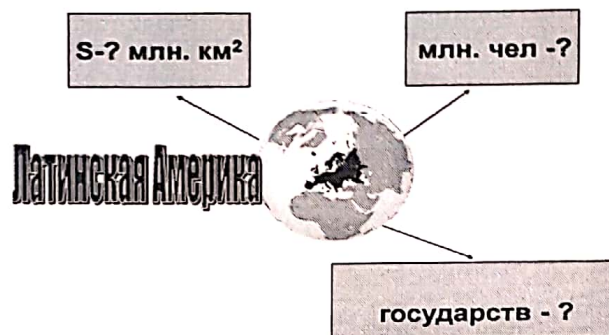 S-? млн. км²
млн. чел -?
Латинская Америка
государств - ?